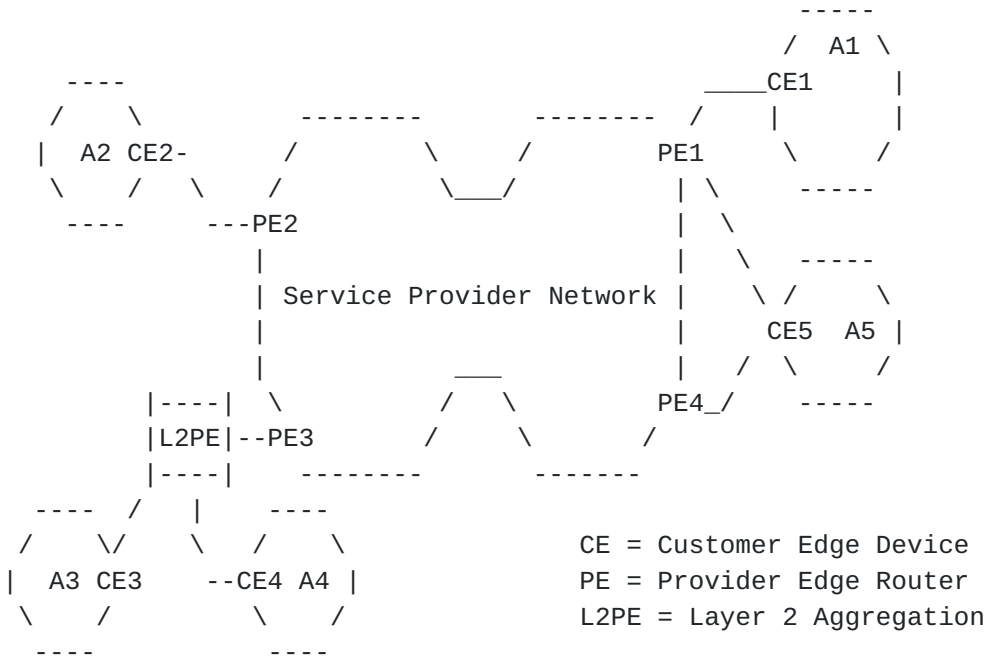 A1
CE1
A2 CE2
PE1
PE2
Service Provider Network
CE5 A5
PE4
L2PE PE3
A3 CE3 CE4 A4
CE = Customer Edge Device
PE = Provider Edge Router
L2PE = Layer 2 Aggregation